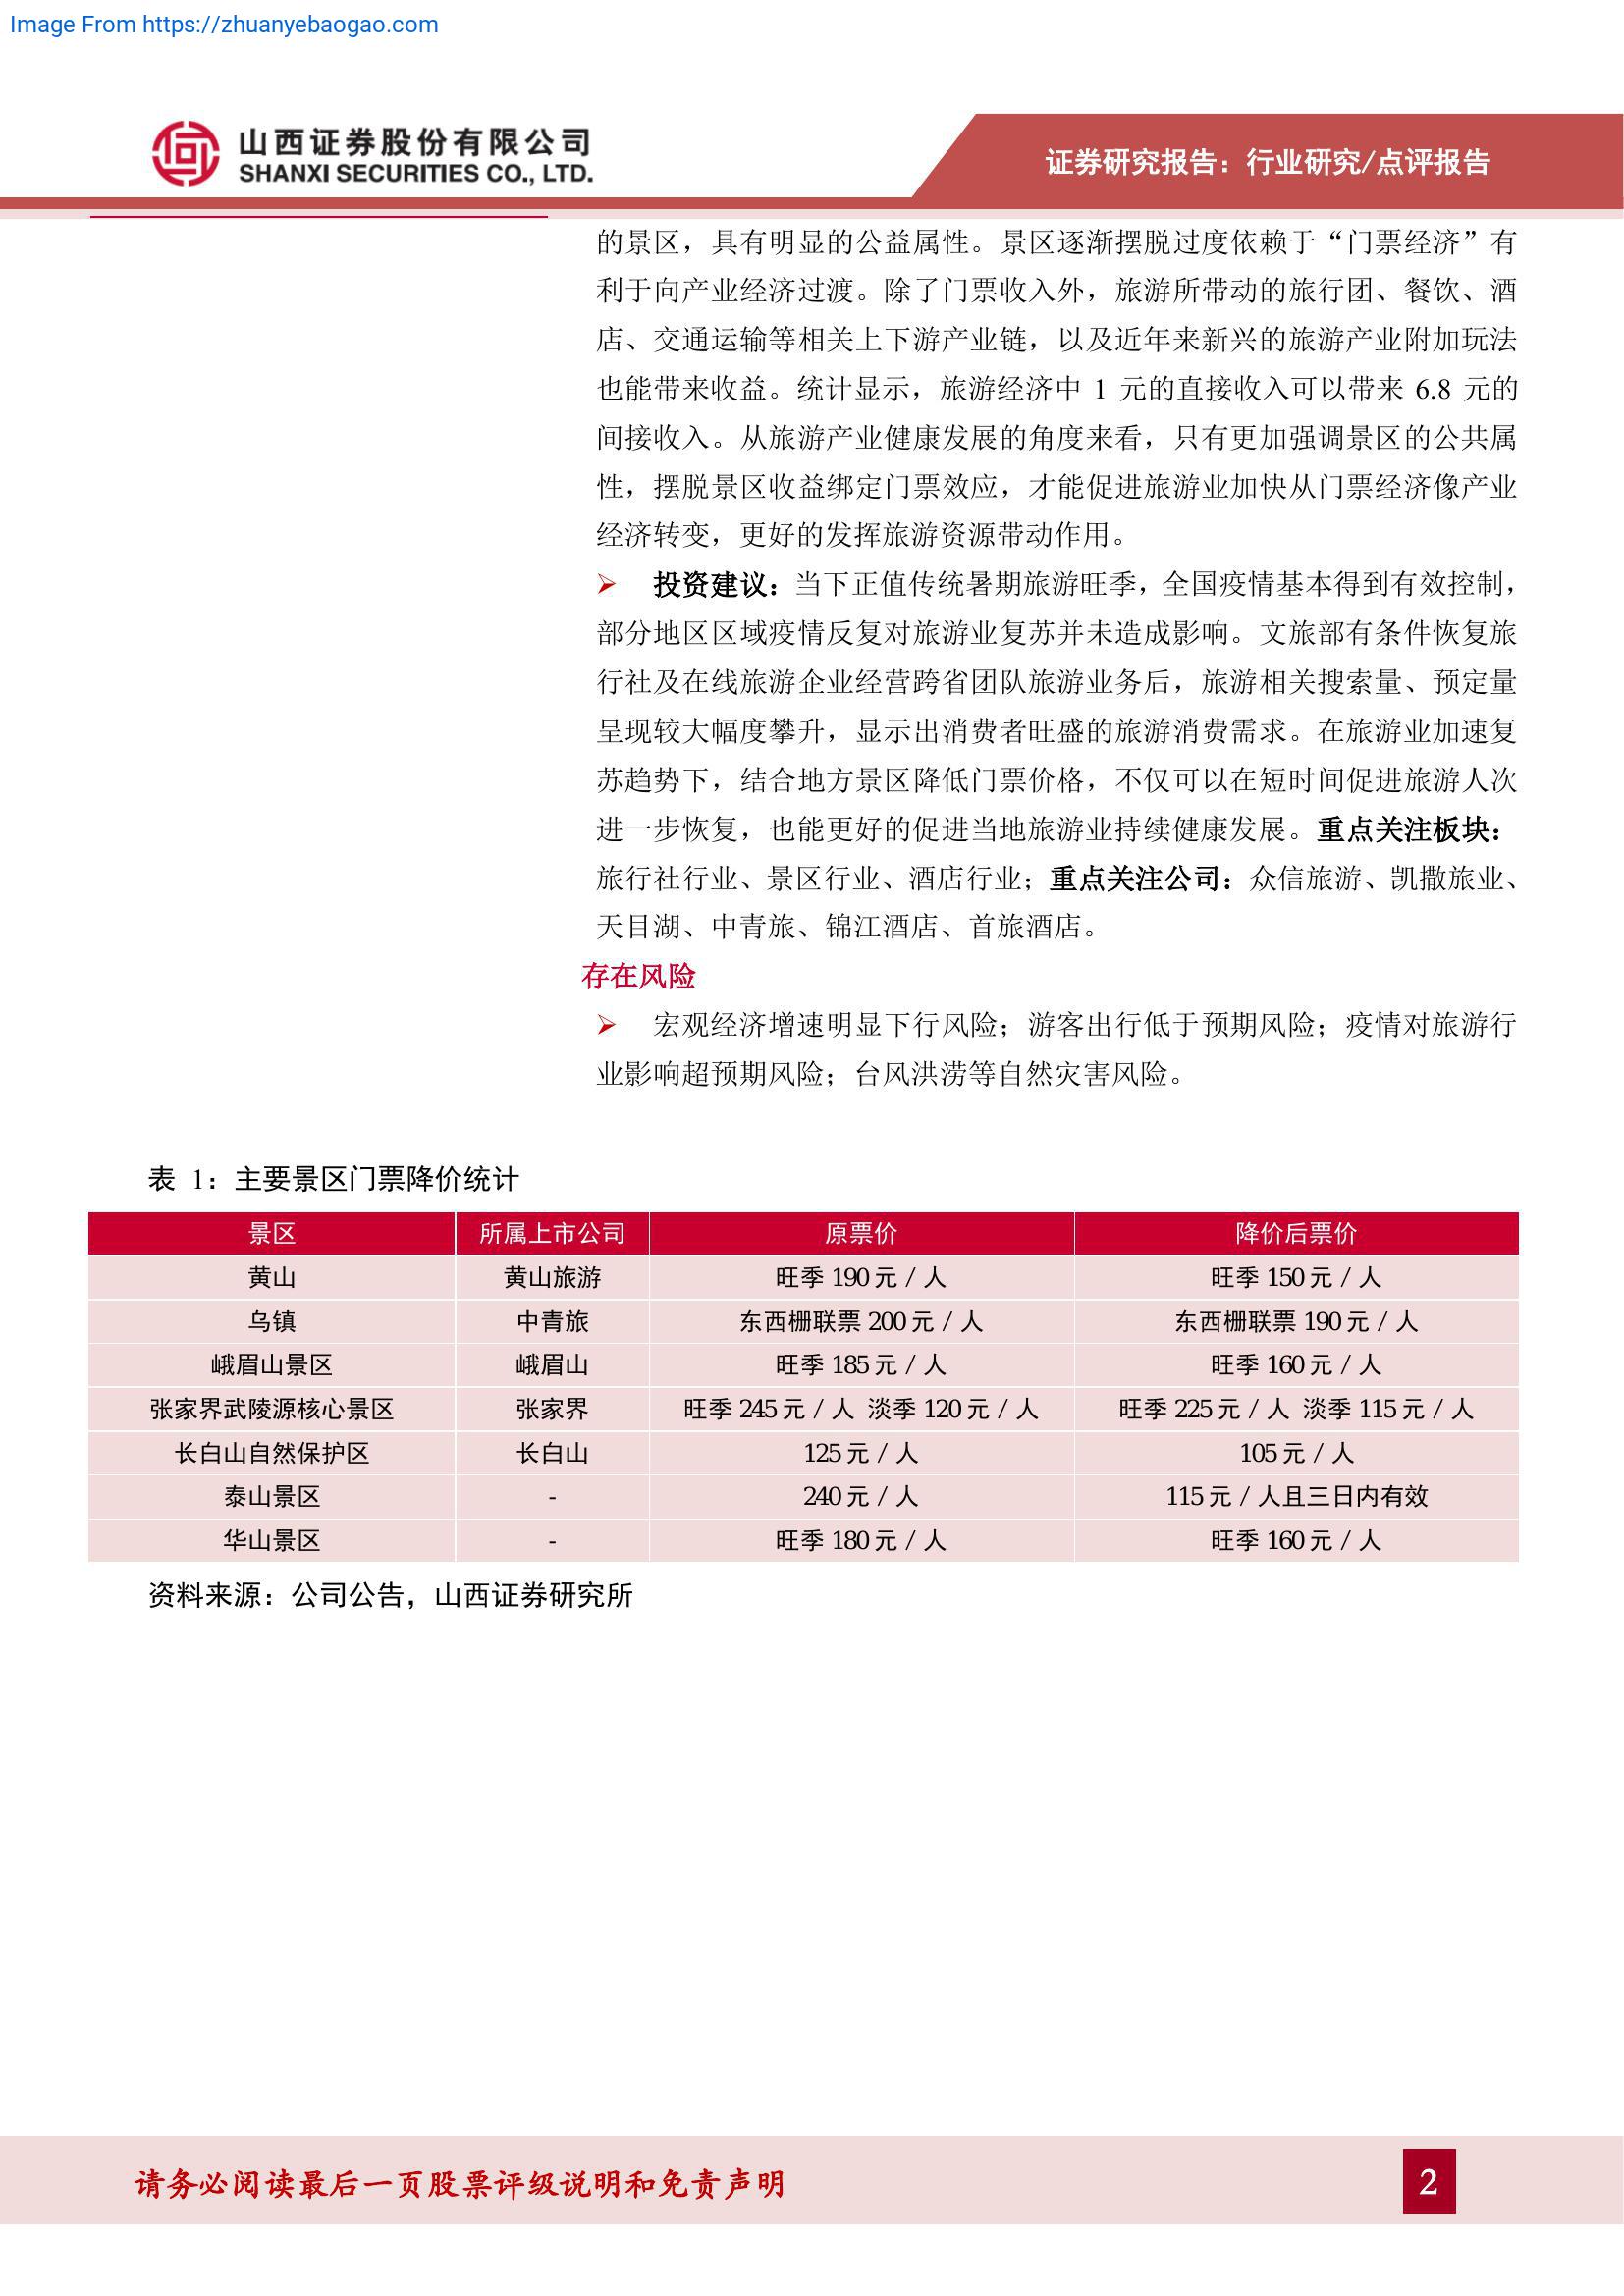 Image From https://zhuanyebaogao.com
山西证券股份有限公司
SHANXI SECURITIES CO., LTD.
证券研究报告：行业研究/点评报告
的景区，具有明显的公益属性。景区逐渐摆脱过度依赖于“门票经济”有
利于向产业经济过渡。除了门票收入外，旅游所带动的旅行团、餐饮、酒
店、交通运输等相关上下游产业链，以及近年来新兴的旅游产业附加玩法
也能带来收益。统计显示，旅游经济中 1 元的直接收入可以带来 6.8 元的
间接收入。从旅游产业健康发展的角度来看，只有更加强调景区的公共属
性，摆脱景区收益绑定门票效应，才能促进旅游业加快从门票经济像产业
经济转变，更好的发挥旅游资源带动作用。
➢ 投资建议：当下正值传统暑期旅游旺季，全国疫情基本得到有效控制，
部分地区区域疫情反复对旅游业复苏并未造成影响。文旅部有条件恢复旅
行社及在线旅游企业经营跨省团队旅游业务后，旅游相关搜索量、预定量
呈现较大幅度攀升，显示出消费者旺盛的旅游消费需求。在旅游业加速复
苏趋势下，结合地方景区降低门票价格，不仅可以在短时间促进旅游人次
进一步恢复，也能更好的促进当地旅游业持续健康发展。重点关注板块：
旅行社行业、景区行业、酒店行业；重点关注公司：众信旅游、凯撒旅业、
天目湖、中青旅、锦江酒店、首旅酒店。
存在风险
➢ 宏观经济增速明显下行风险；游客出行低于预期风险；疫情对旅游行
业影响超预期风险；台风洪涝等自然灾害风险。
表 1：主要景区门票降价统计
景区 所属上市公司 原票价 降价后票价
黄山 黄山旅游 旺季 190 元 / 人 旺季 150 元 / 人
乌镇 中青旅 东西栅联票 200 元 / 人 东西栅联票 190 元 / 人
峨眉山景区 峨眉山 旺季 185 元 / 人 旺季 160 元 / 人
张家界武陵源核心景区 张家界 旺季 245 元 / 人 淡季 120 元 / 人 旺季 225 元 / 人 淡季 115 元 / 人
长白山自然保护区 长白山 125 元 / 人 105 元 / 人
泰山景区 - 240 元 / 人 115 元 / 人且三日内有效
华山景区 - 旺季 180 元 / 人 旺季 160 元 / 人
资料来源：公司公告，山西证券研究所
请务必阅读最后一页股票评级说明和免责声明
2